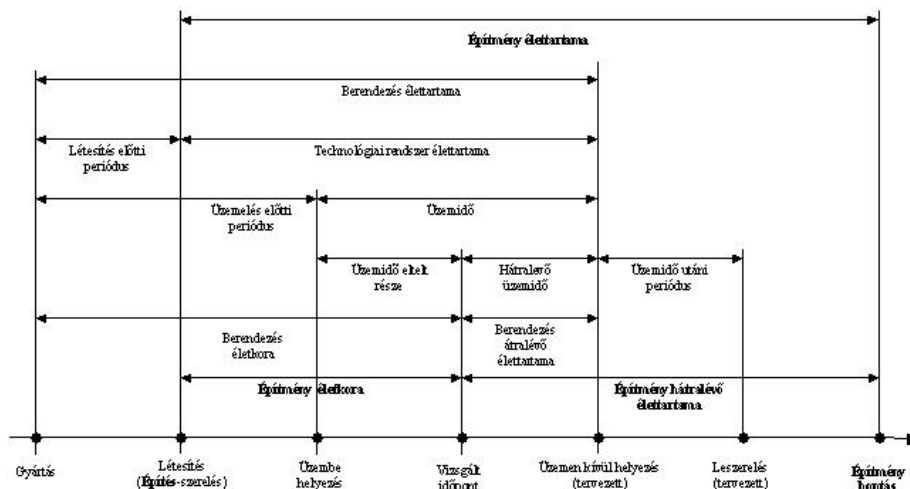 Építmény élettartama
Berendezés élettartama
Létesítés előtti
periódus
Technológiai rendszer élettartama
Üzemelés előtti
periódus
Üzemidő
Üzemidő eltelt
része
Hátralevő
üzemidő
Üzemidő utáni
periódus
Berendezés
életkora
Berendezés
átralévő
élettartama
Építmény életkora
Építmény hátralévő
élettartama
Gyártás
Létesítés
(Építés-szerelés)
Üzembe
helyezés
Vizsgált
időpont
Üzemen kívül helyezés
(tervezett)
Leszerelés
(tervezett)
Építmény
bontás